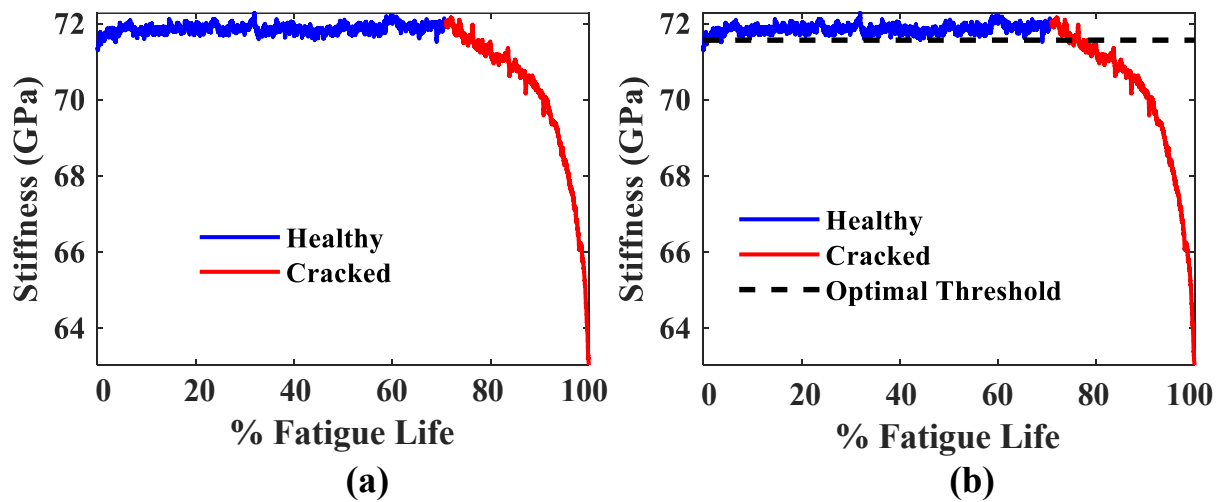 72
70
68
66
64
Stiffness (GPa)
Healthy
Cracked
0 20 40 60 80 100
% Fatigue Life
(a)
72
70
68
66
64
Stiffness (GPa)
Healthy
Cracked
Optimal Threshold
0 20 40 60 80 100
% Fatigue Life
(b)